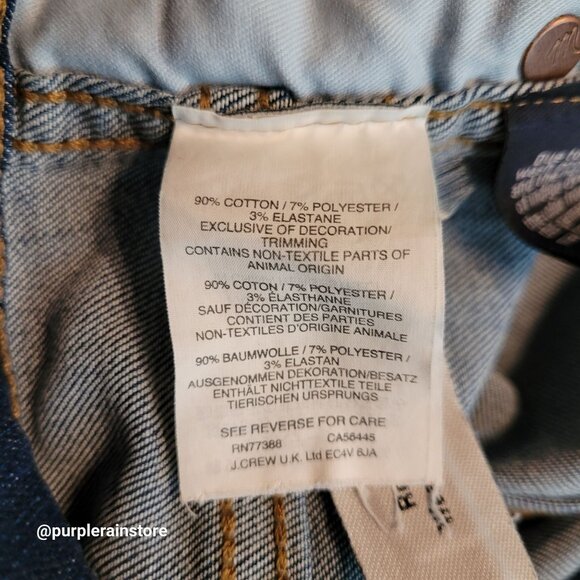 90% COTTON / 7% POLYESTER /
3% ELASTANE
EXCLUSIVE OF DECORATION/
TRIMMING
CONTAINS NON-TEXTILE PARTS OF
ANIMAL ORIGIN
90% COTON / 7% POLYESTER /
3% ÉLASTHANNE
SAUF DÉCORATION/GARNITURES
CONTIENT DES PARTIES
NON-TEXTILES D'ORIGINE ANIMALE
90% BAUMWOLLE / 7% POLYESTER /
3% ELASTAN
AUSGENOMMEN DEKORATION/BESATZ
ENTHÄLT NICHTTEXTILE TEILE
TIERISCHEN URSPRUNGS
SEE REVERSE FOR CARE
RN77388 CA56445
J.CREW U.K. Ltd EC4V 6JA
@purplerainstore